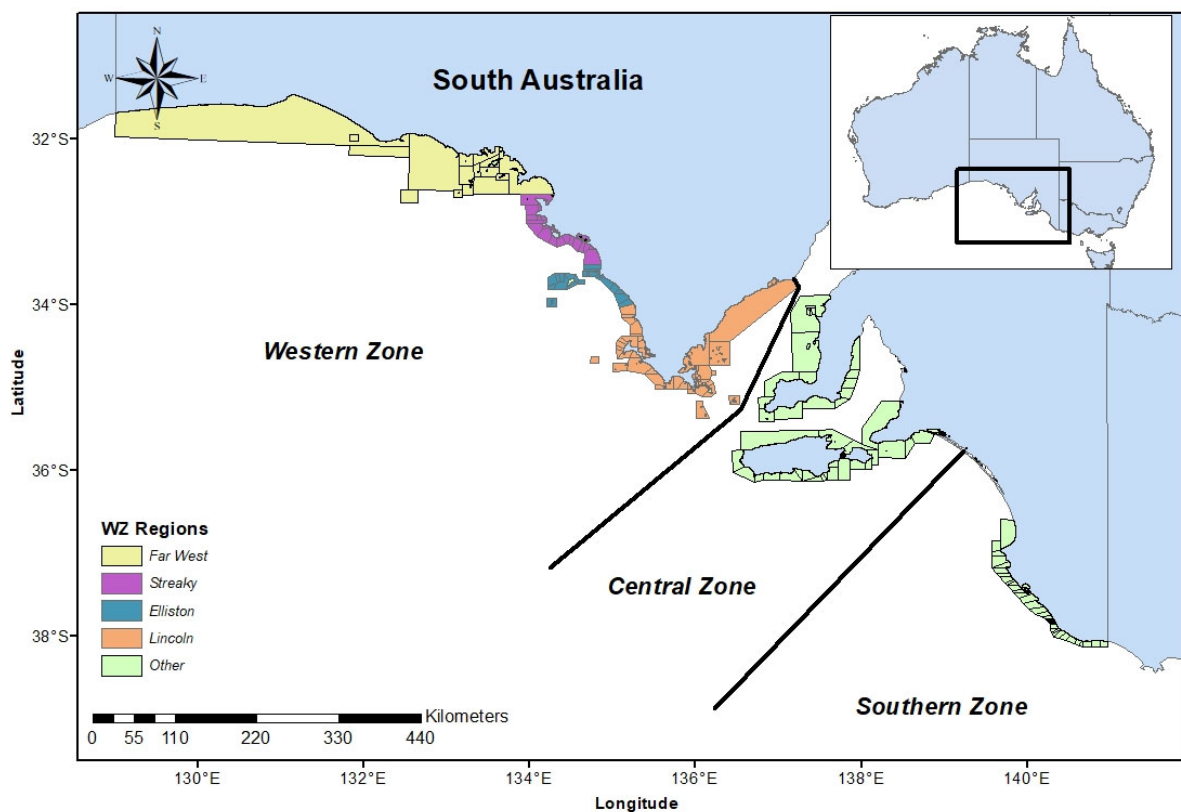 N
W
E
S
South Australia
32°S
34°S
36°S
38°S
Latitude
Western Zone
Central Zone
Southern Zone
WZ Regions
Far West
Streaky
Elliston
Lincoln
Other
Kilometers
0 55 110 220 330 440
130°E 132°E 134°E 136°E 138°E 140°E
Longitude